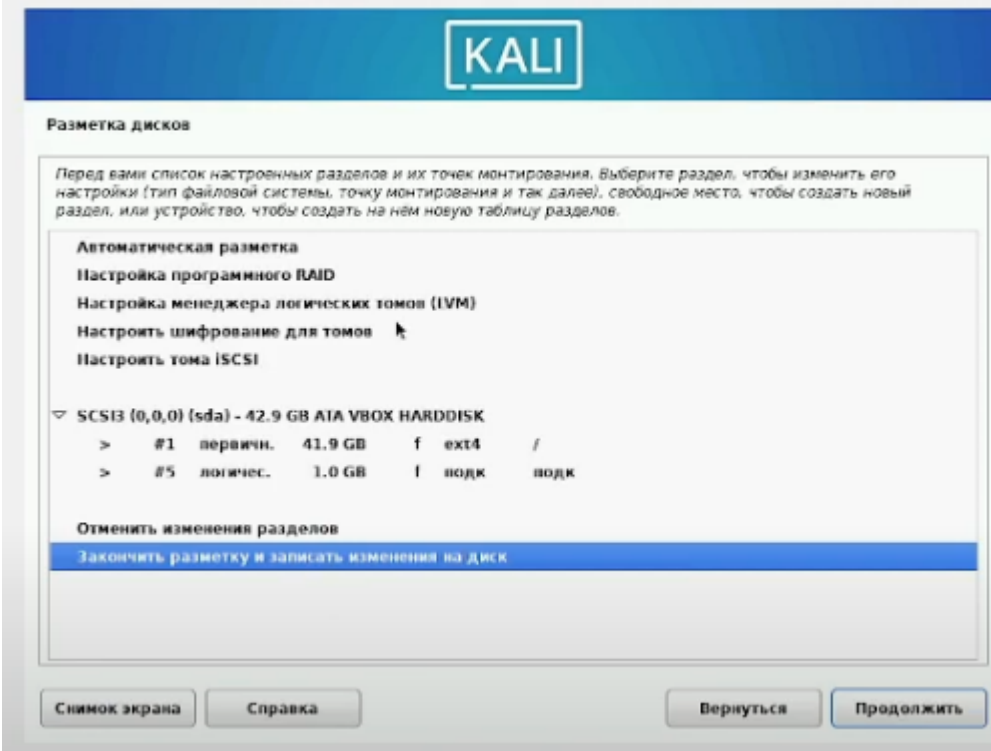 KALI
Разметка дисков
Перед вами список настроенных разделов и их точек монтирования. Выберите раздел, чтобы изменить его
настройки (тип файловой системы, точку монтирования и так далее), свободное место, чтобы создать новый
раздел, или устройство, чтобы создать на нём новую таблицу разделов.
Автоматическая разметка
Настройка программного RAID
Настройка менеджера логических томов (LVM)
Настроить шифрование для томов
Настроить тома iSCSI
SCSI3 (0,0,0) (sda) - 42.9 GB ATA VBOX HARDDISK
> #1 первичн. 41.9 GB f ext4 /
> #5 логичес. 1.0 GB f подк подк
Отменить изменения разделов
Закончить разметку и записать изменения на диск
Снимок экрана Справка Вернуться Продолжить